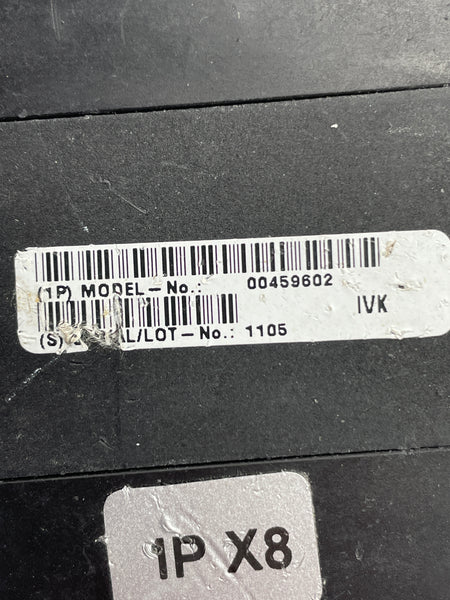 (1P) MODEL-No.: 00459602
IVK
(S) AL/LOT-No.: 1105
IP X8